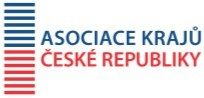 ASOCIACE KRAJŮ
ČESKÉ REPUBLIKY